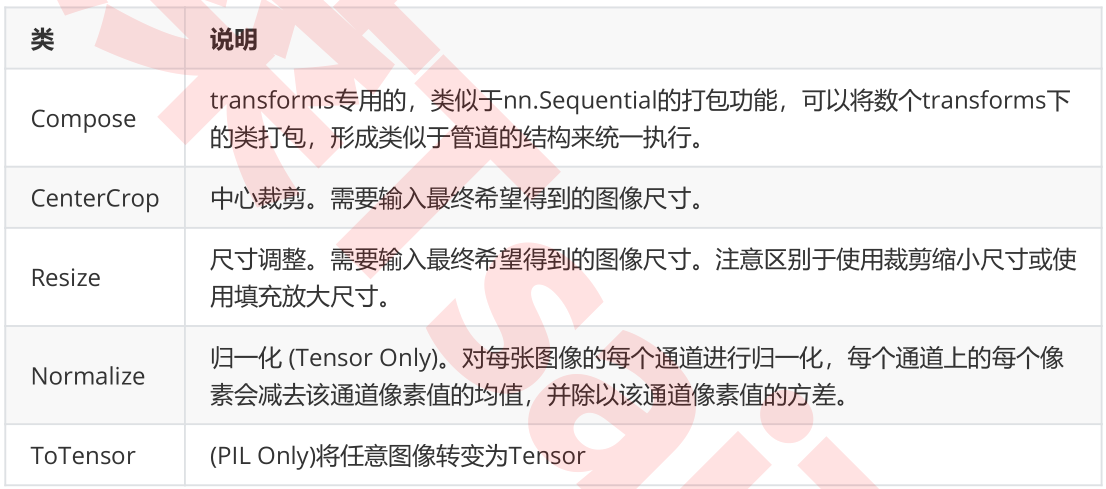 类 说明
Compose transforms专用的，类似于nn.Sequential的打包功能，可以将数个transforms下
的类打包，形成类似于管道的结构来统一执行。
CenterCrop 中心裁剪。需要输入最终希望得到的图像尺寸。
Resize 尺寸调整。需要输入最终希望得到的图像尺寸。注意区别于使用裁剪缩小尺寸或使
用填充放大尺寸。
Normalize 归一化 (Tensor Only)。对每张图像的每个通道进行归一化，每个通道上的每个像
素会减去该通道像素值的均值，并除以该通道像素值的方差。
ToTensor (PIL Only)将任意图像转变为Tensor
菜Tsai